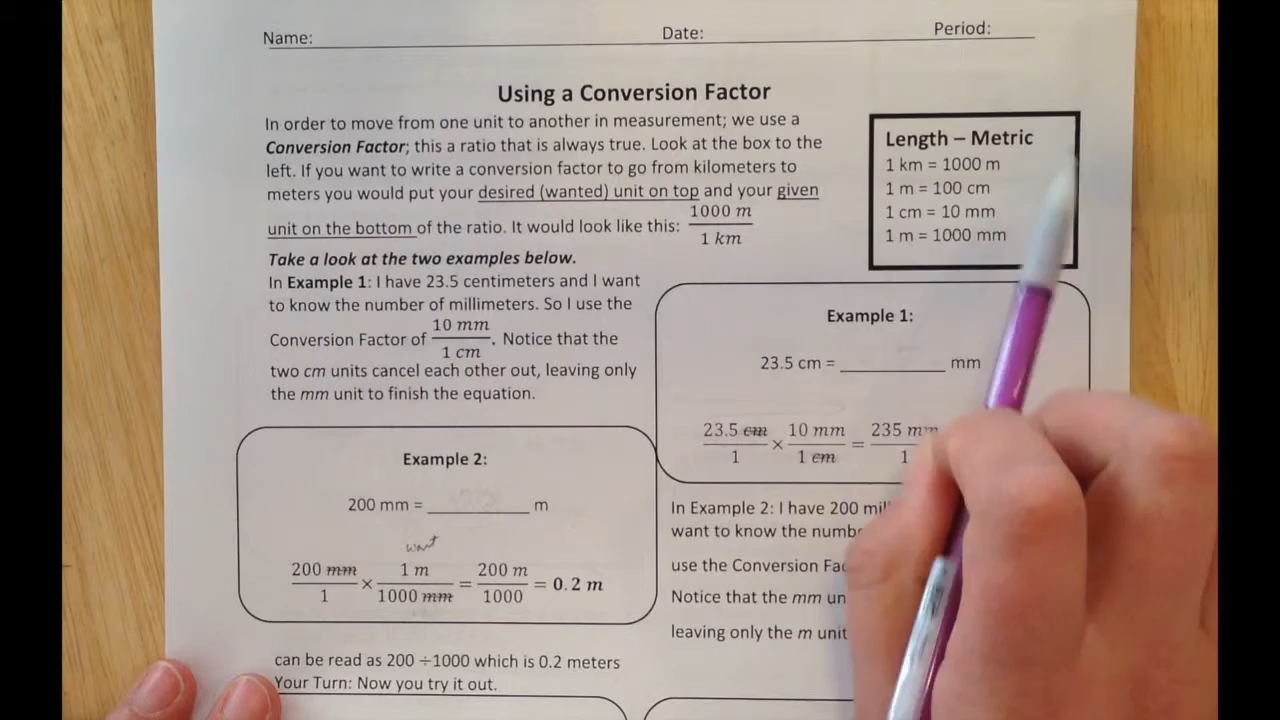 Name:
Date:
Period:
Using a Conversion Factor
In order to move from one unit to another in measurement; we use a
Conversion Factor; this a ratio that is always true. Look at the box to the
left. If you want to write a conversion factor to go from kilometers to
meters you would put your desired (wanted) unit on top and your given
unit on the bottom of the ratio. It would look like this: 1000 m / 1 km
Length – Metric
1 km = 1000 m
1 m = 100 cm
1 cm = 10 mm
1 m = 1000 mm
Take a look at the two examples below.
In Example 1: I have 23.5 centimeters and I want
to know the number of millimeters. So I use the
Conversion Factor of 10 mm / 1 cm. Notice that the
two cm units cancel each other out, leaving only
the mm unit to finish the equation.
Example 1:
23.5 cm = ________ mm
23.5 cm / 1 × 10 mm / 1 cm = 235 mm / 1
Example 2:
200 mm = ________ m
want
200 mm / 1 × 1 m / 1000 mm = 200 m / 1000 = 0.2 m
In Example 2: I have 200
want to know the
use the Conversion
Notice that the mm
leaving only the m unit
can be read as 200 ÷1000 which is 0.2 meters
Your Turn: Now you try it out.